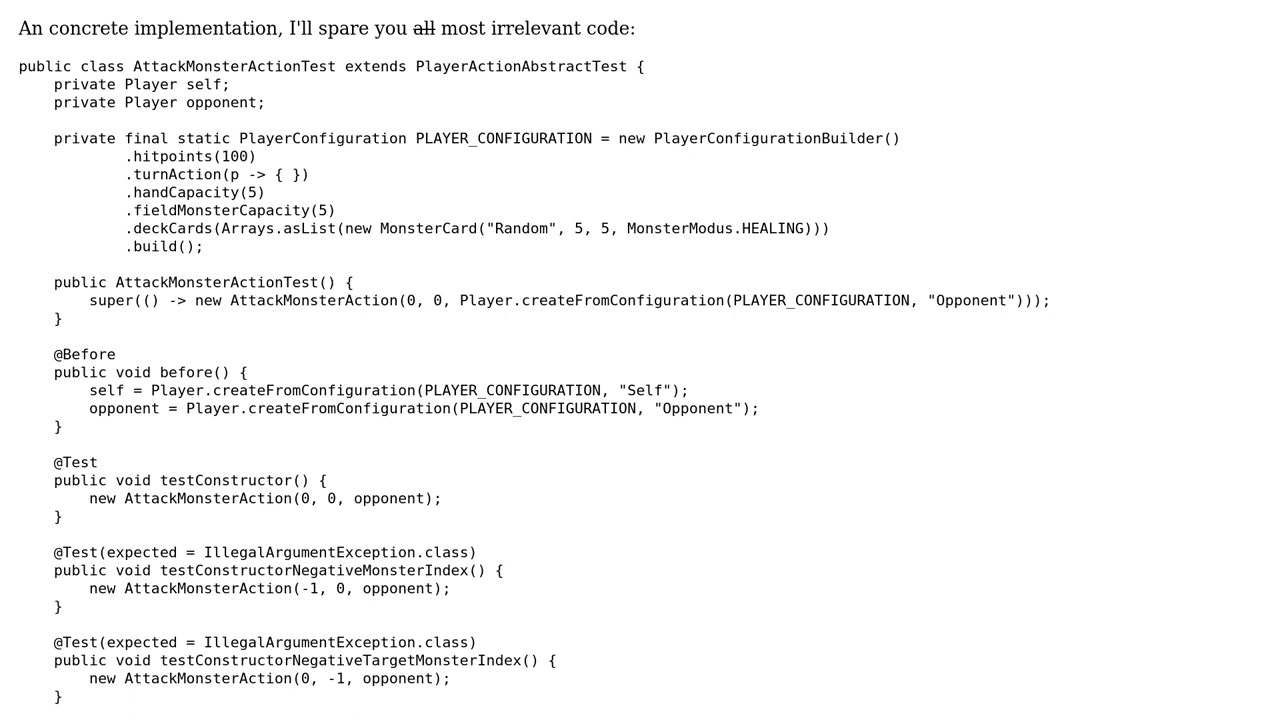 An concrete implementation, I'll spare you all most irrelevant code:
public class AttackMonsterActionTest extends PlayerActionAbstractTest {
    private Player self;
    private Player opponent;

    private final static PlayerConfiguration PLAYER_CONFIGURATION = new PlayerConfigurationBuilder()
            .hitpoints(100)
            .turnAction(p -> { })
            .handCapacity(5)
            .fieldMonsterCapacity(5)
            .deckCards(Arrays.asList(new MonsterCard("Random", 5, 5, MonsterModus.HEALING)))
            .build();

    public AttackMonsterActionTest() {
        super(() -> new AttackMonsterAction(0, 0, Player.createFromConfiguration(PLAYER_CONFIGURATION, "Opponent")));
    }

    @Before
    public void before() {
        self = Player.createFromConfiguration(PLAYER_CONFIGURATION, "Self");
        opponent = Player.createFromConfiguration(PLAYER_CONFIGURATION, "Opponent");
    }

    @Test
    public void testConstructor() {
        new AttackMonsterAction(0, 0, opponent);
    }

    @Test(expected = IllegalArgumentException.class)
    public void testConstructorNegativeMonsterIndex() {
        new AttackMonsterAction(-1, 0, opponent);
    }

    @Test(expected = IllegalArgumentException.class)
    public void testConstructorNegativeTargetMonsterIndex() {
        new AttackMonsterAction(0, -1, opponent);
    }